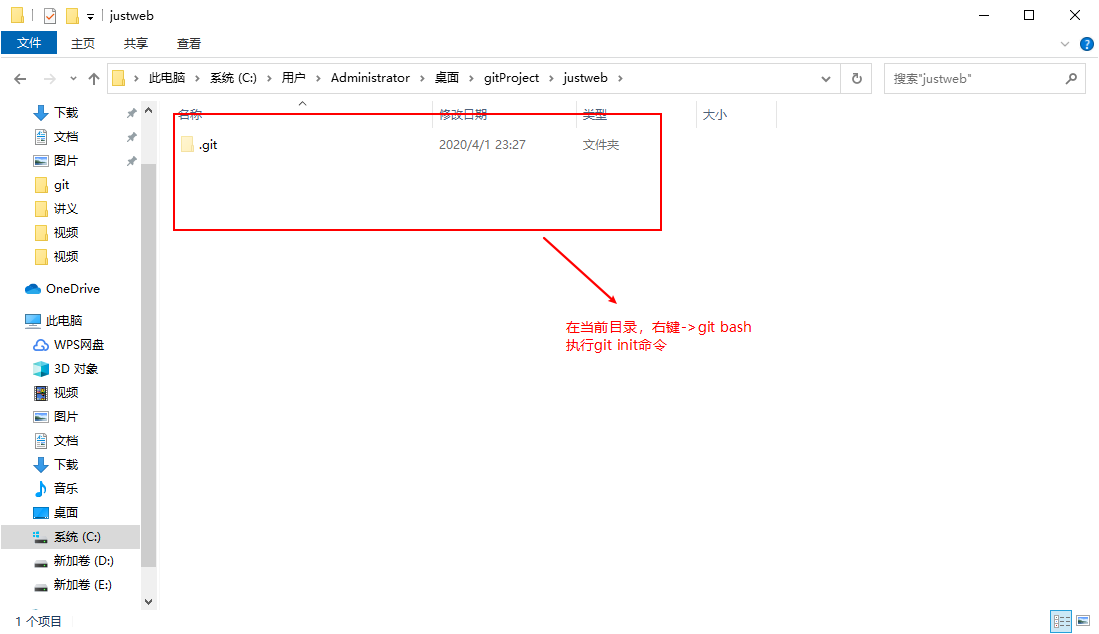 justweb
文件 主页 共享 查看
此电脑 系统 (C:) 用户 Administrator 桌面 gitProject justweb
搜索"justweb"
下载
文档
图片
git
讲义
视频
视频
OneDrive
此电脑
WPS网盘
3D 对象
视频
图片
文档
下载
音乐
桌面
系统 (C:)
新加卷 (D:)
新加卷 (E:)
名称 修改日期 类型 大小
.git 2020/4/1 23:27 文件夹
在当前目录，右键->git bash
执行git init命令
1 个项目